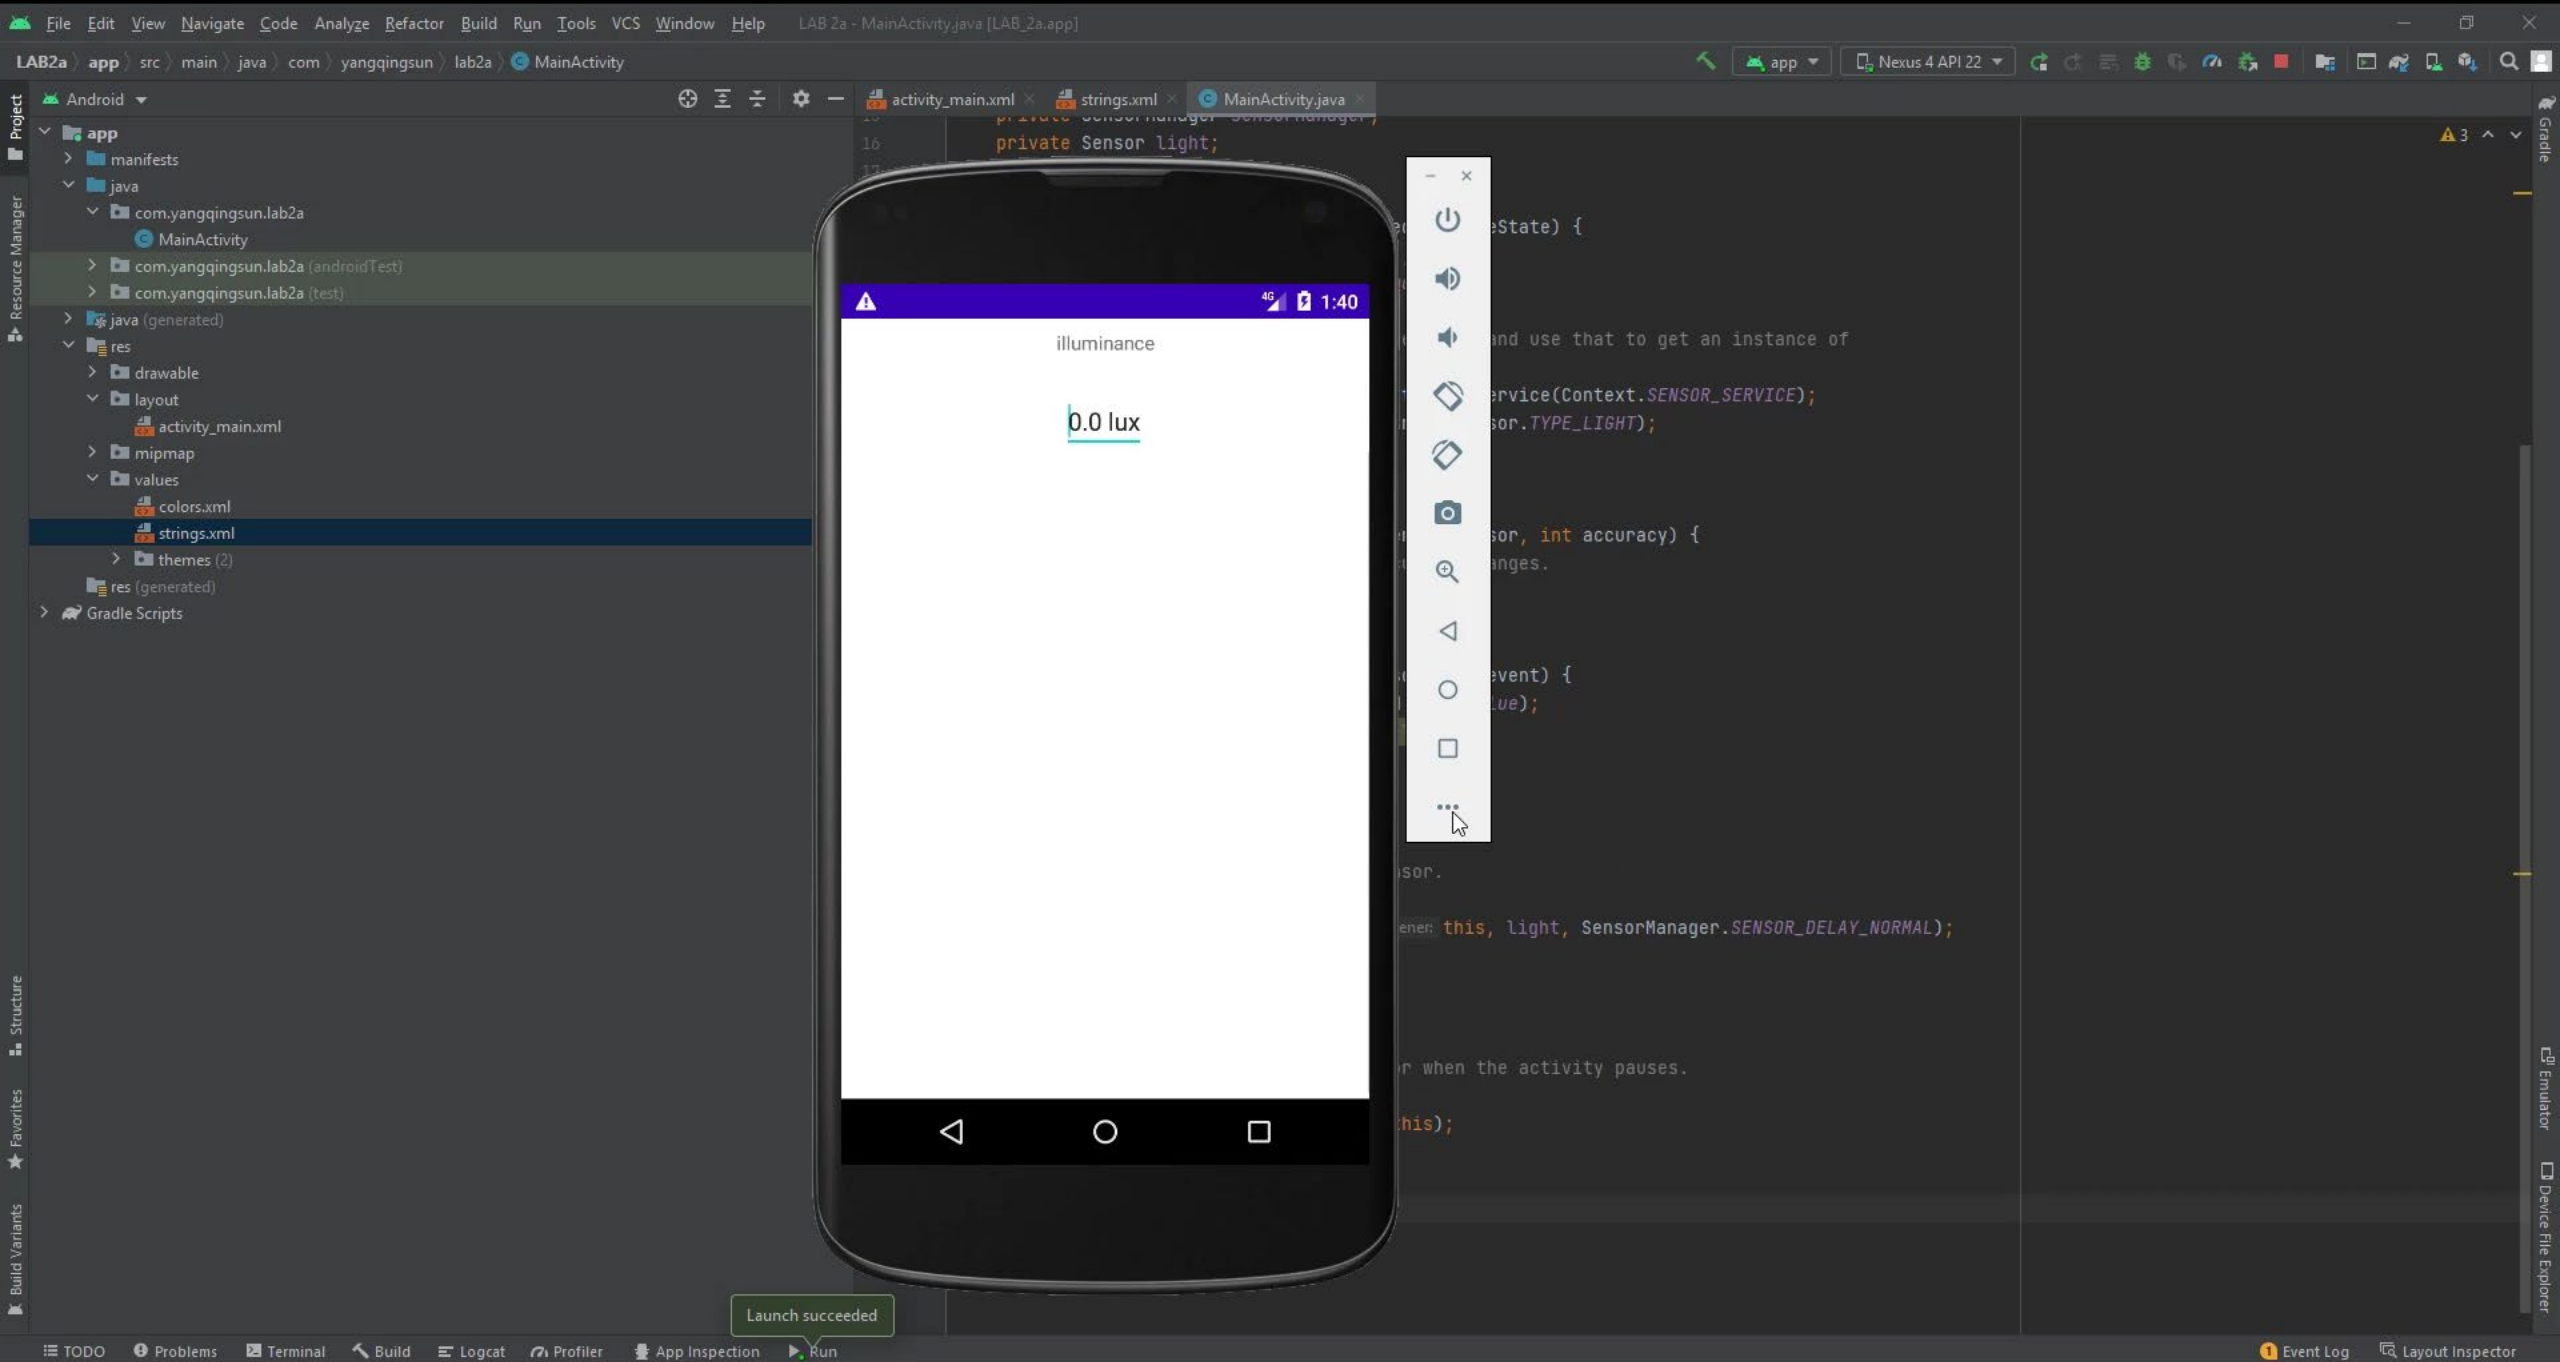 File Edit View Navigate Code Analyze Refactor Build Run Tools VCS Window Help LAB 2a - MainActivity.java [LAB_2a.app]
LAB2a app src main java com yangqingsun lab2a MainActivity app Nexus 4 API 22
Android
activity_main.xml strings.xml MainActivity.java
app
manifests
java
com.yangqingsun.lab2a
MainActivity
com.yangqingsun.lab2a (androidTest)
com.yangqingsun.lab2a (test)
java (generated)
res
drawable
layout
activity_main.xml
mipmap
values
colors.xml
strings.xml
themes (2)
res (generated)
Gradle Scripts
Project
Resource Manager
Structure
Favorites
Build Variants
16 private Sensor light;
3
eState) {
and use that to get an instance of
ervice(Context.SENSOR_SERVICE);
sor.TYPE_LIGHT);
sor, int accuracy) {
anges.
event) {
lue);
sor.
ener: this, light, SensorManager.SENSOR_DELAY_NORMAL);
r when the activity pauses.
this);
4G 1:40
illuminance
0.0 lux
Gradle
Emulator
Device File Explorer
Launch succeeded
TODO Problems Terminal Build Logcat Profiler App Inspection Run 1 Event Log Layout Inspector